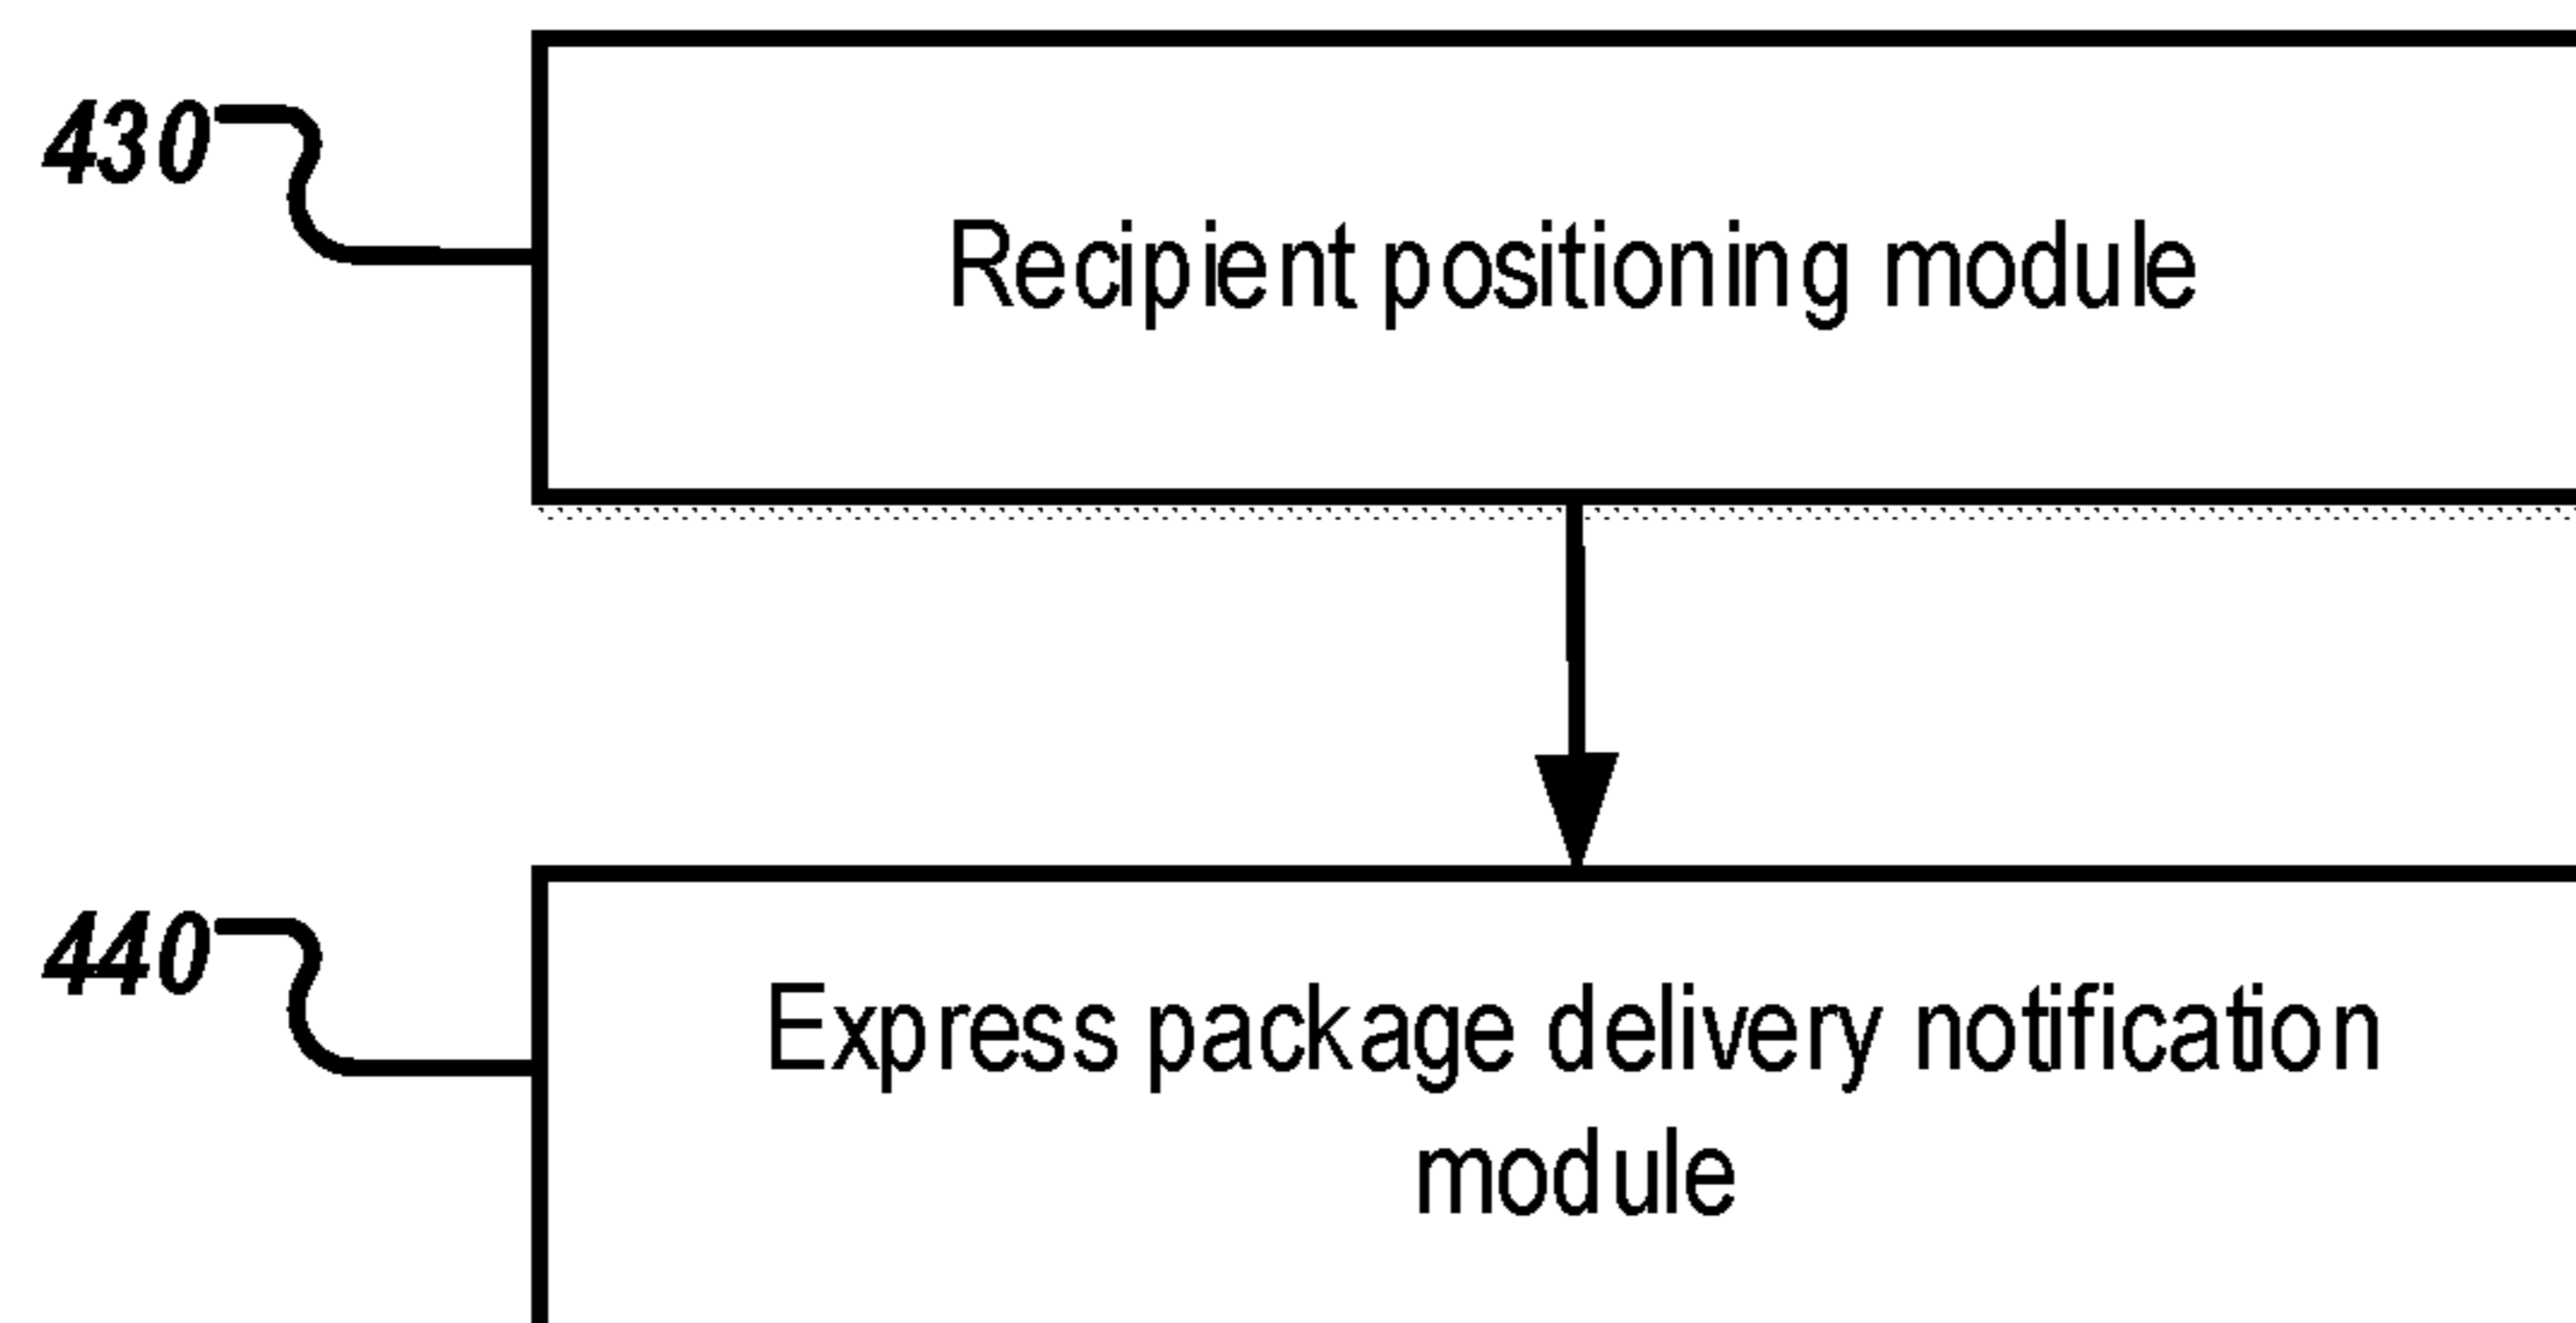 430
Recipient positioning module
440
Express package delivery notification
module